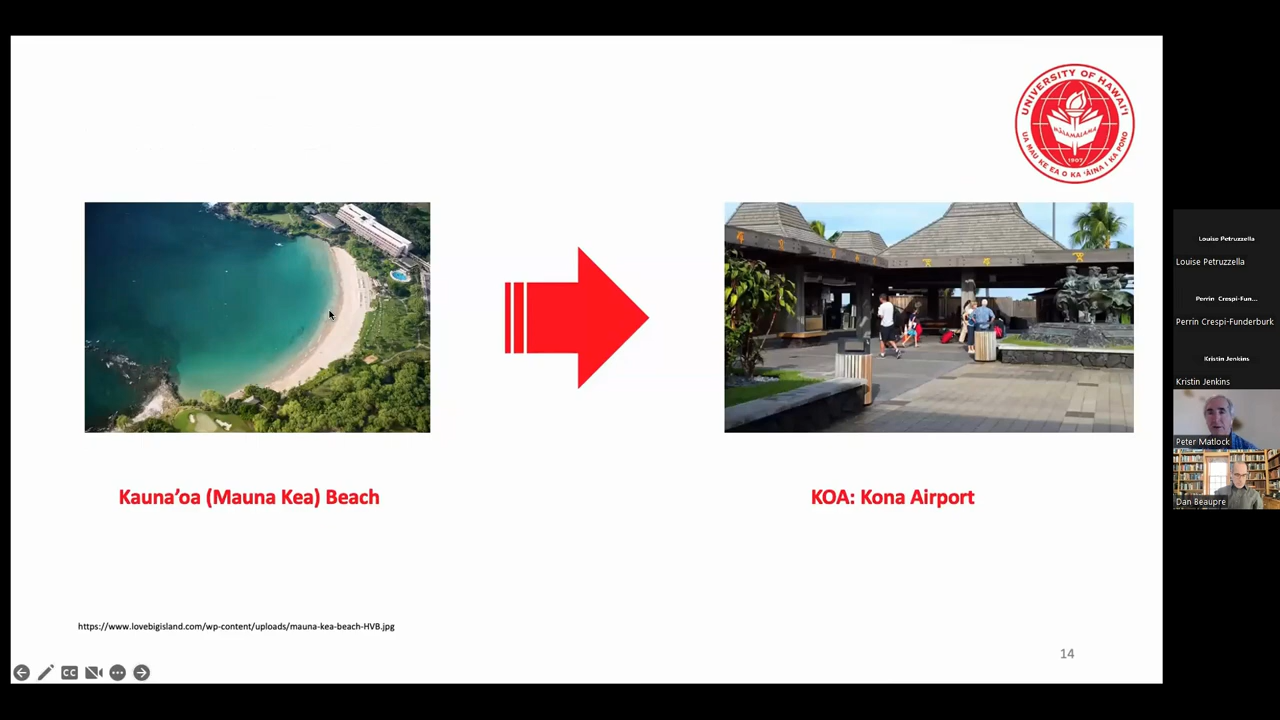 UNIVERSITY OF HAWAI'I
MĀLAMALAMA
1907
UA MAU KE EA O KA 'ĀINA I KA PONO
Kauna’oa (Mauna Kea) Beach
KOA: Kona Airport
https://www.lovebigisland.com/wp-content/uploads/mauna-kea-beach-HVB.jpg
14
CC
Louise Petruzzella
Louise Petruzzella
Perrin Crespi-Fun...
Perrin Crespi-Funderburk
Kristin Jenkins
Kristin Jenkins
Peter Matlock
Dan Beaupre